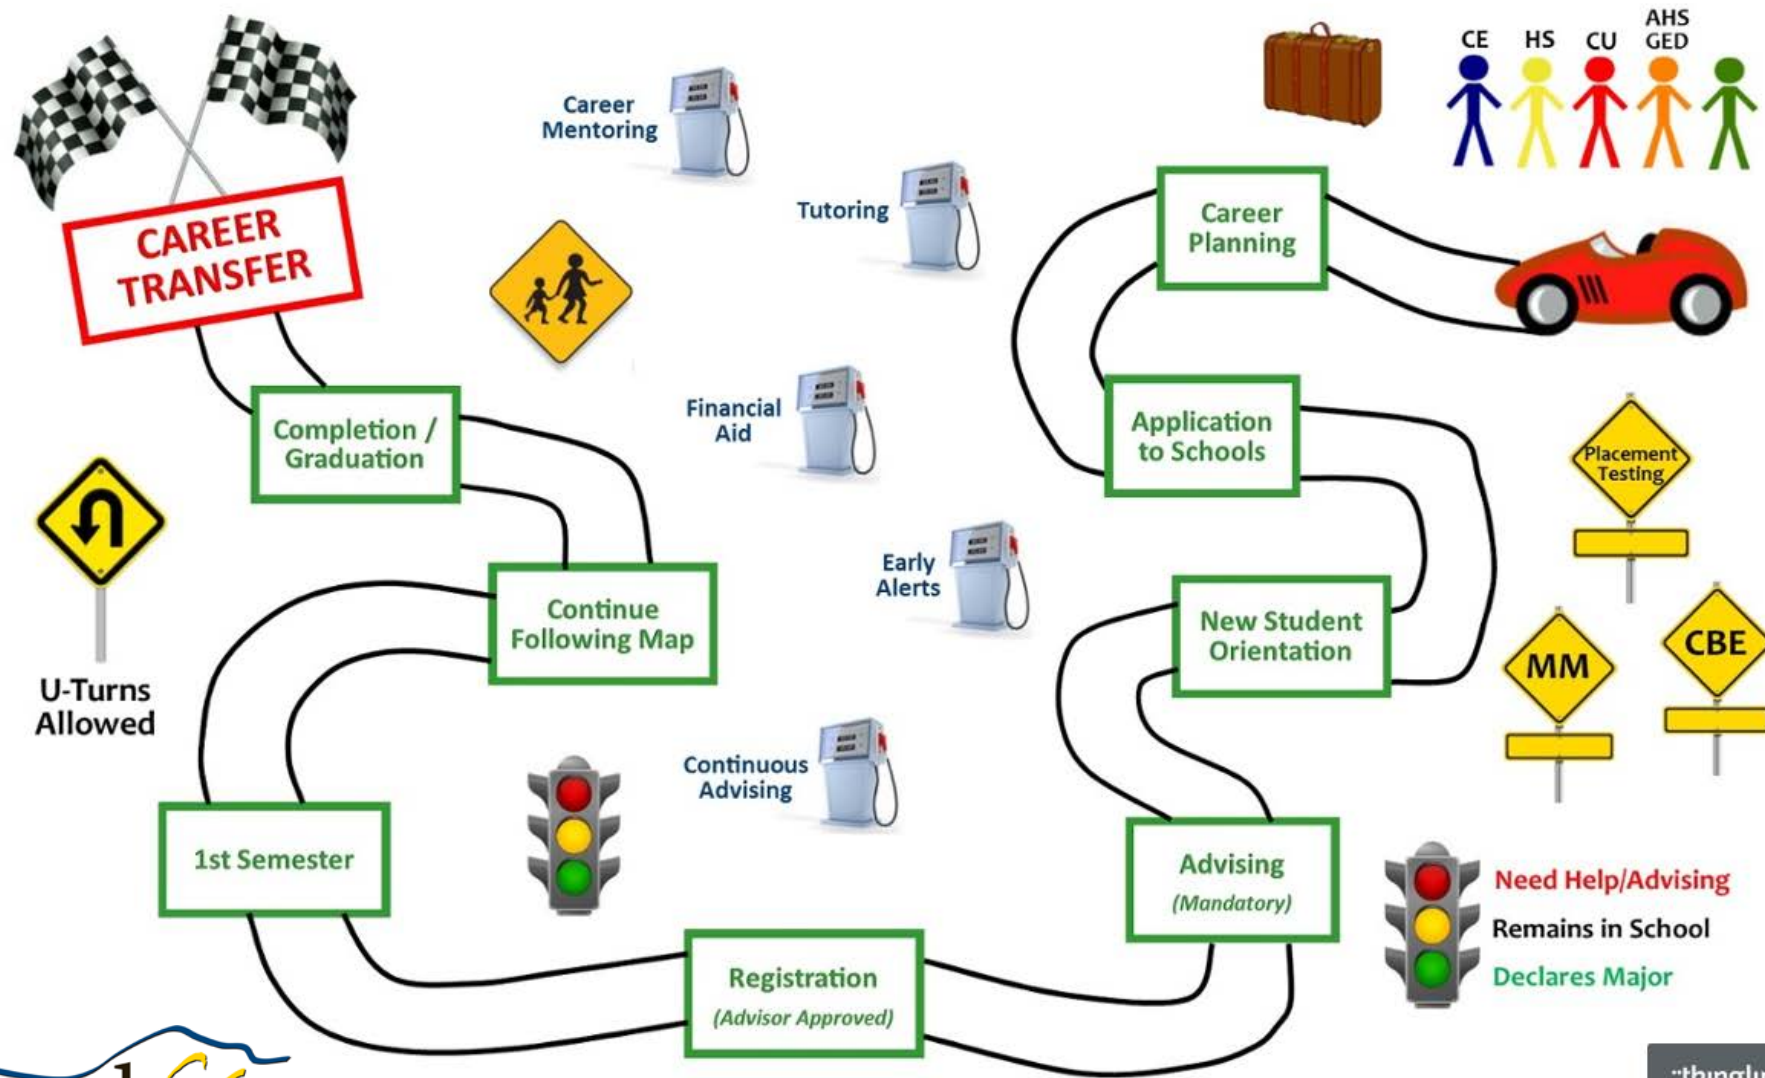 AHS
CE
HS
CU
GED
Career
Mentoring
Tutoring
Career
Planning
CAREER
TRANSFER
Financial
Aid
Application
to Schools
Placement
Testing
Completion /
Graduation
Early
Alerts
New Student
Orientation
MM
CBE
Continue
Following Map
U-Turns
Allowed
Continuous
Advising
1st Semester
Advising
(Mandatory)
Need Help/Advising
Remains in School
Declares Major
Registration
(Advisor Approved)